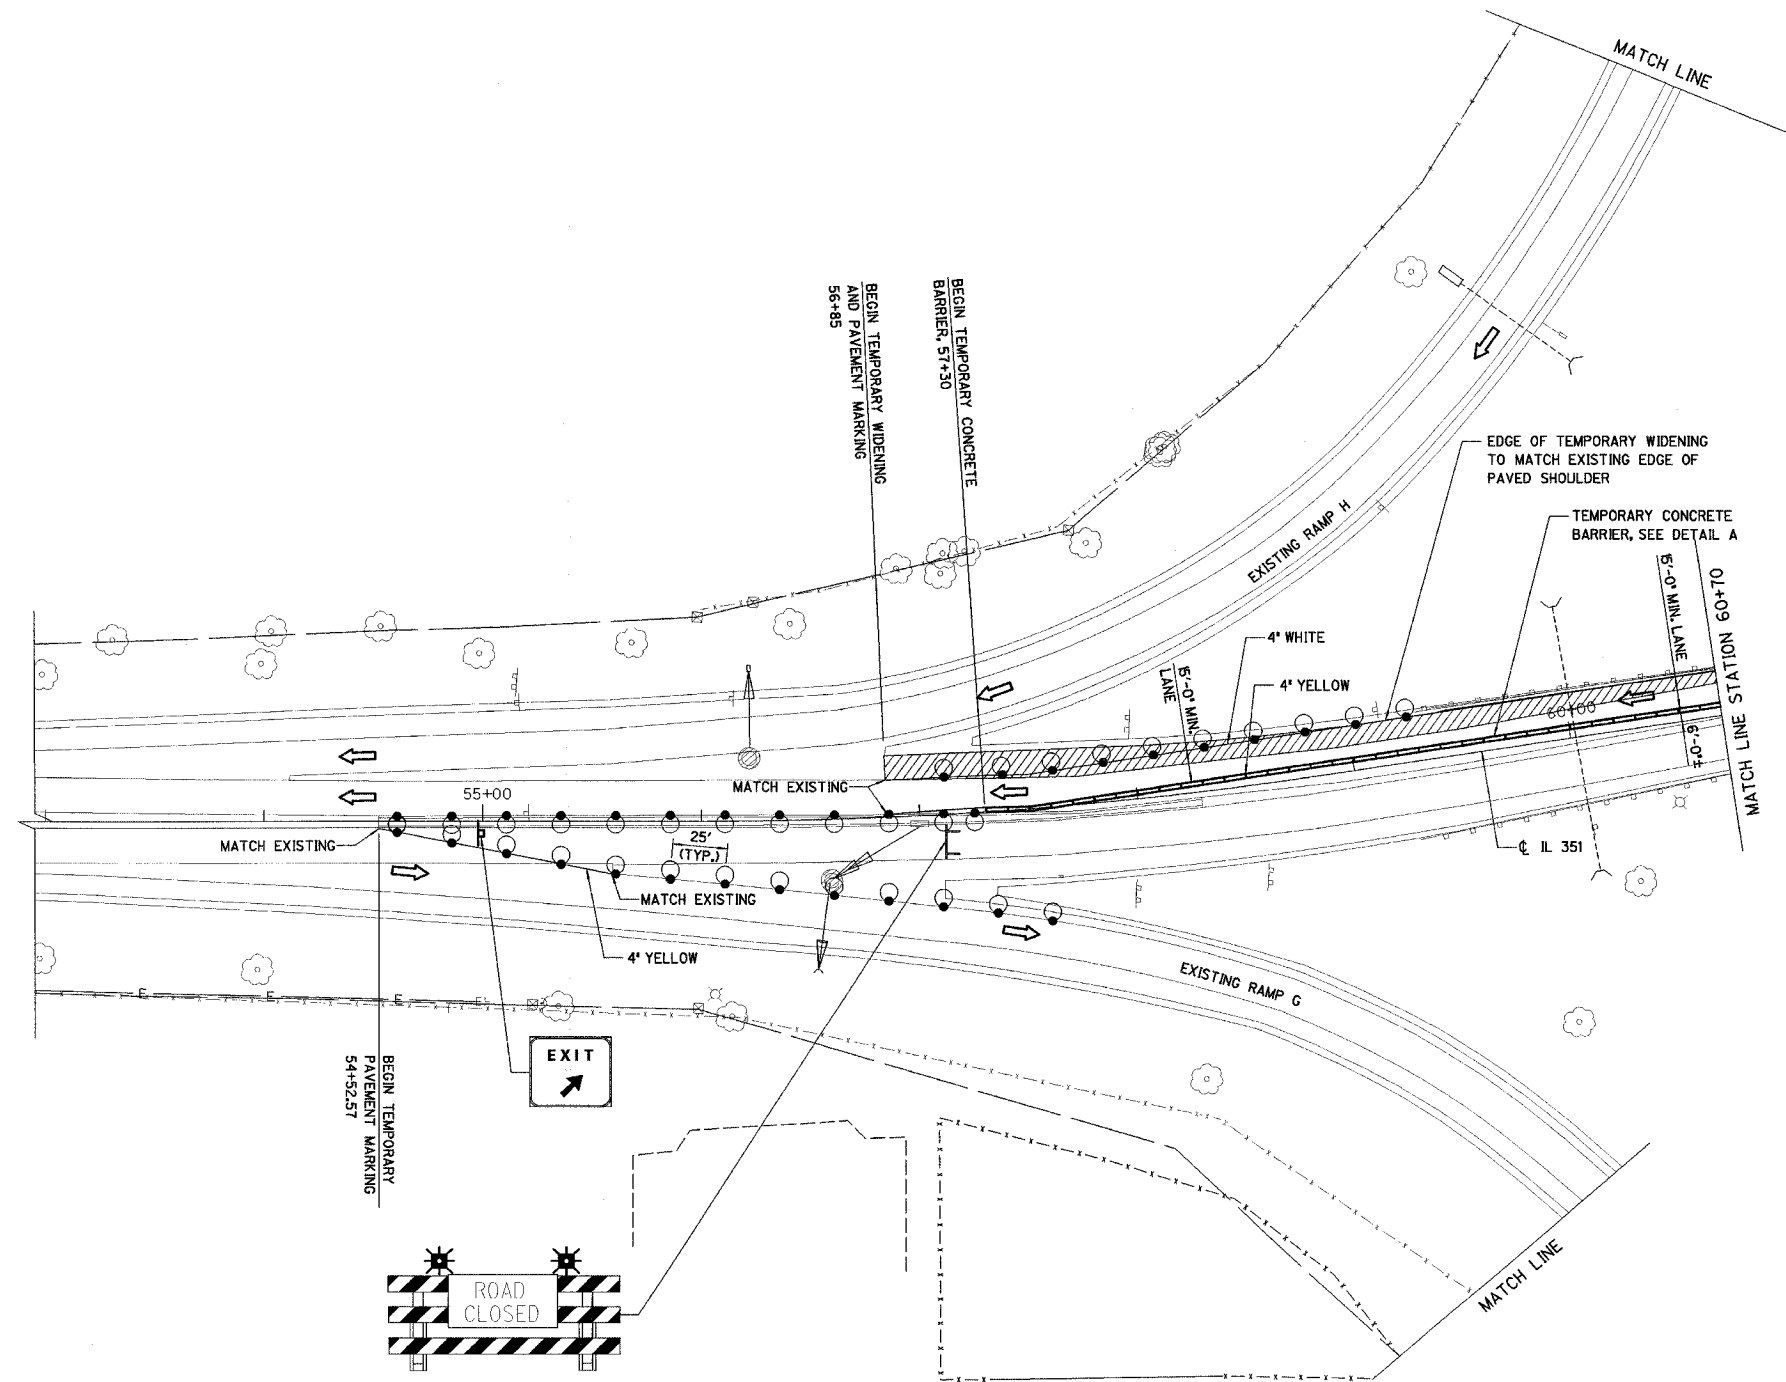 MATCH LINE
BEGIN TEMPORARY WIDENING
AND PAVEMENT MARKING
56+85
BEGIN TEMPORARY CONCRETE
BARRIER, 57+30
EDGE OF TEMPORARY WIDENING
TO MATCH EXISTING EDGE OF
PAVED SHOULDER
TEMPORARY CONCRETE
BARRIER, SEE DETAIL A
EXISTING RAMP H
15'-0" MIN. LANE
MATCH LINE STATION 60+70
4" WHITE
4" YELLOW
15'-0" MIN.
LANE
60+00
6'-0"±
MATCH EXISTING
55+00
MATCH EXISTING
25'
(TYP.)
℄ IL 351
MATCH EXISTING
4" YELLOW
EXISTING RAMP G
E E E E
BEGIN TEMPORARY
PAVEMENT MARKING
54+52.57
EXIT
ROAD
CLOSED
MATCH LINE